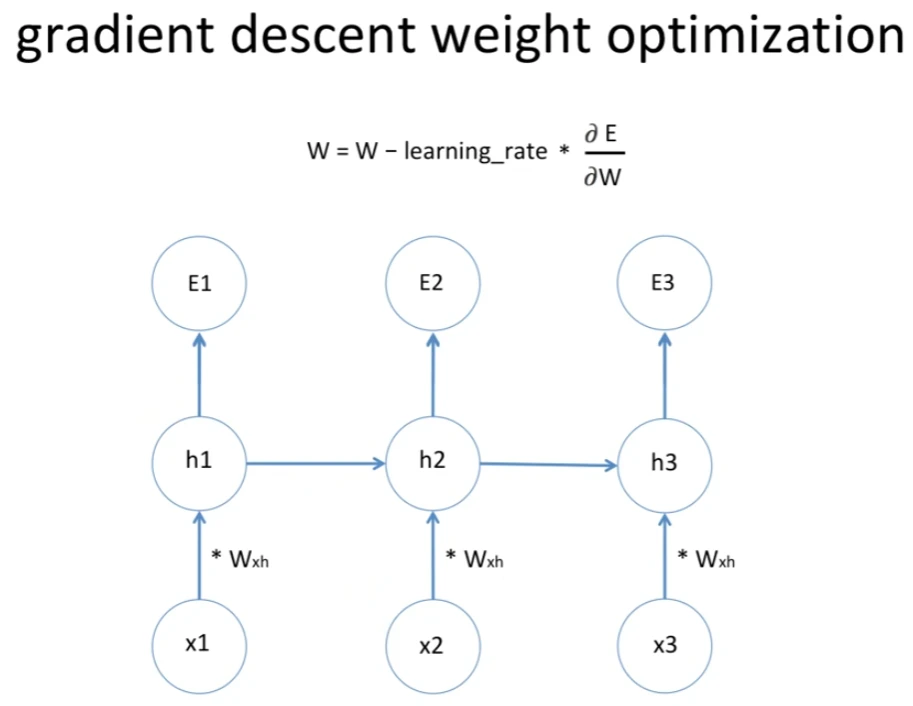 gradient descent weight optimization
W = W – learning_rate * ∂E
∂W
E1 E2 E3
h1 h2 h3
* Wxh * Wxh * Wxh
x1 x2 x3